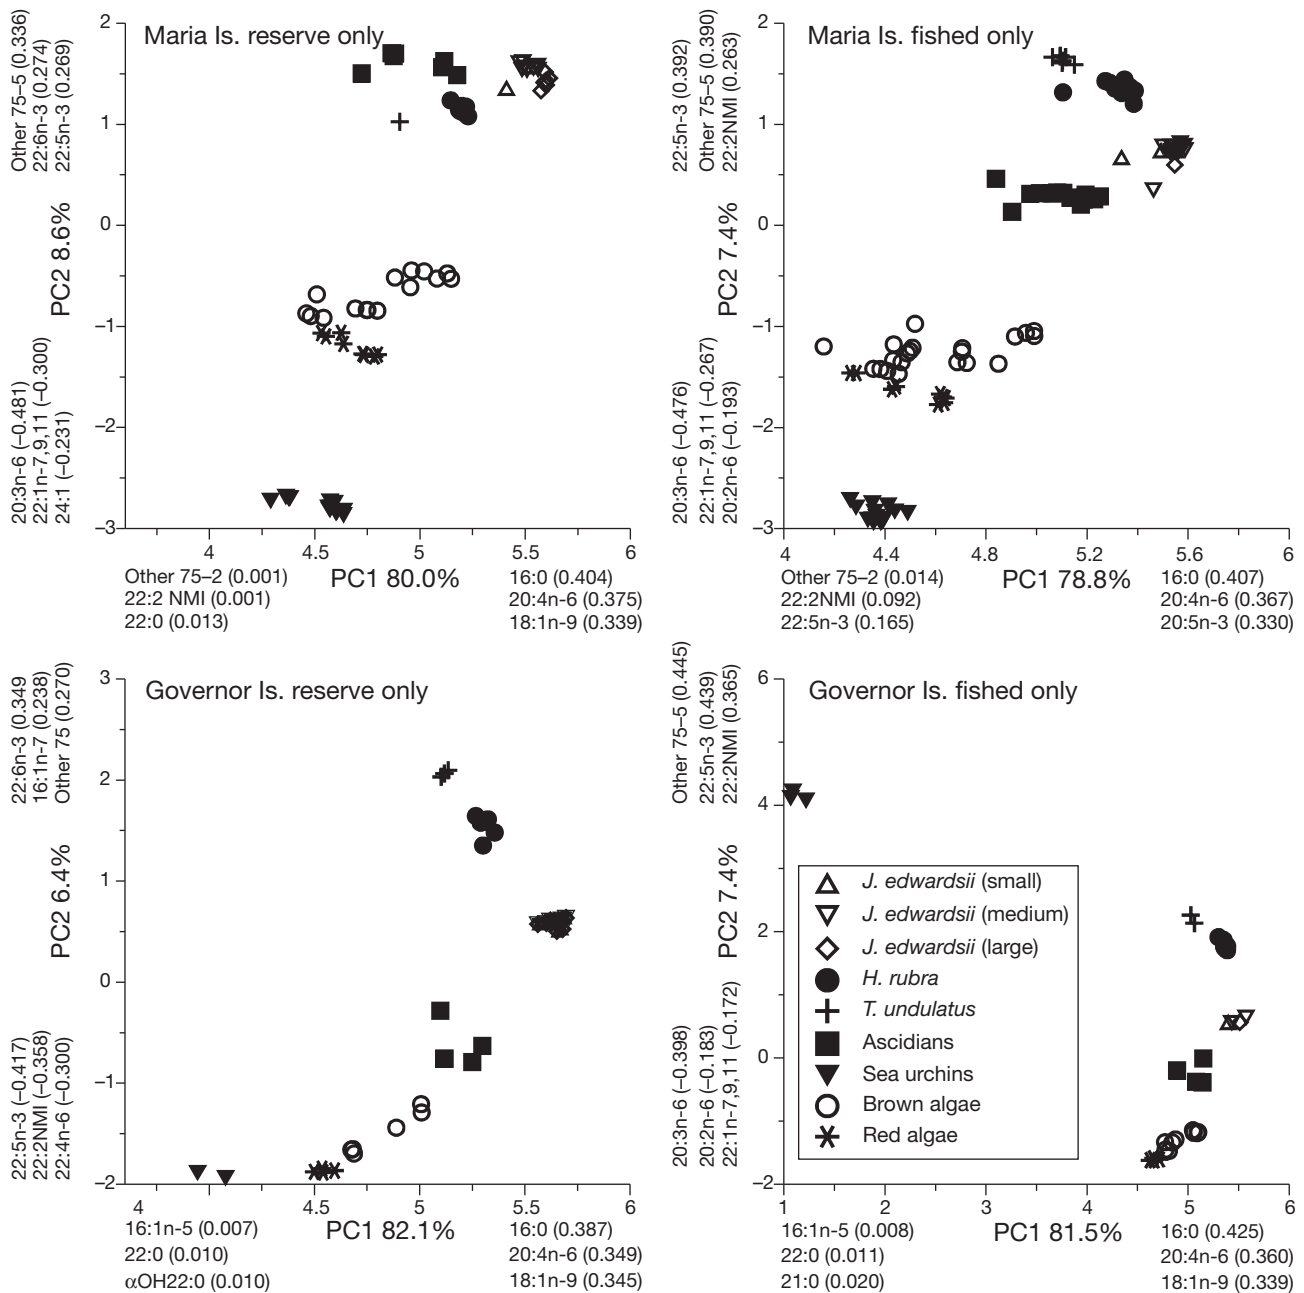 Maria Is. reserve only
Other 75–5 (0.336)
22:6n-3 (0.274)
22:5n-3 (0.269)
PC2 8.6%
20:3n-6 (–0.481)
22:1n-7,9,11 (–0.300)
24:1 (–0.231)
2
1
0
–1
–2
–3
4
4.5
5
5.5
6
Other 75–2 (0.001)
22:2 NMI (0.001)
22:0 (0.013)
PC1 80.0%
16:0 (0.404)
20:4n-6 (0.375)
18:1n-9 (0.339)
Maria Is. fished only
22:5n-3 (0.392)
Other 75–5 (0.390)
22:2NMI (0.263)
PC2 7.4%
20:3n-6 (–0.476)
22:1n-7,9,11 (–0.267)
20:2n-6 (–0.193)
2
1
0
–1
–2
–3
4
4.4
4.8
5.2
5.6
6
Other 75–2 (0.014)
22:2NMI (0.092)
22:5n-3 (0.165)
PC1 78.8%
16:0 (0.407)
20:4n-6 (0.367)
20:5n-3 (0.330)
Governor Is. reserve only
22:6n-3 (0.349
16:1n-7 (0.238)
Other 75 (0.270)
PC2 6.4%
22:5n-3 (–0.417)
22:2NMI (–0.358)
22:4n-6 (–0.300)
3
2
1
0
–1
–2
4
4.5
5
5.5
6
16:1n-5 (0.007)
22:0 (0.010)
αOH22:0 (0.010)
PC1 82.1%
16:0 (0.387)
20:4n-6 (0.349)
18:1n-9 (0.345)
Governor Is. fished only
Other 75–5 (0.445)
22:5n-3 (0.439)
22:2NMI (0.365)
PC2 7.4%
20:3n-6 (–0.398)
20:2n-6 (–0.183)
22:1n-7,9,11 (–0.172)
6
4
2
0
–2
J. edwardsii (small)
J. edwardsii (medium)
J. edwardsii (large)
H. rubra
T. undulatus
Ascidians
Sea urchins
Brown algae
Red algae
1
2
3
4
5
6
16:1n-5 (0.008)
22:0 (0.011)
21:0 (0.020)
PC1 81.5%
16:0 (0.425)
20:4n-6 (0.360)
18:1n-9 (0.339)